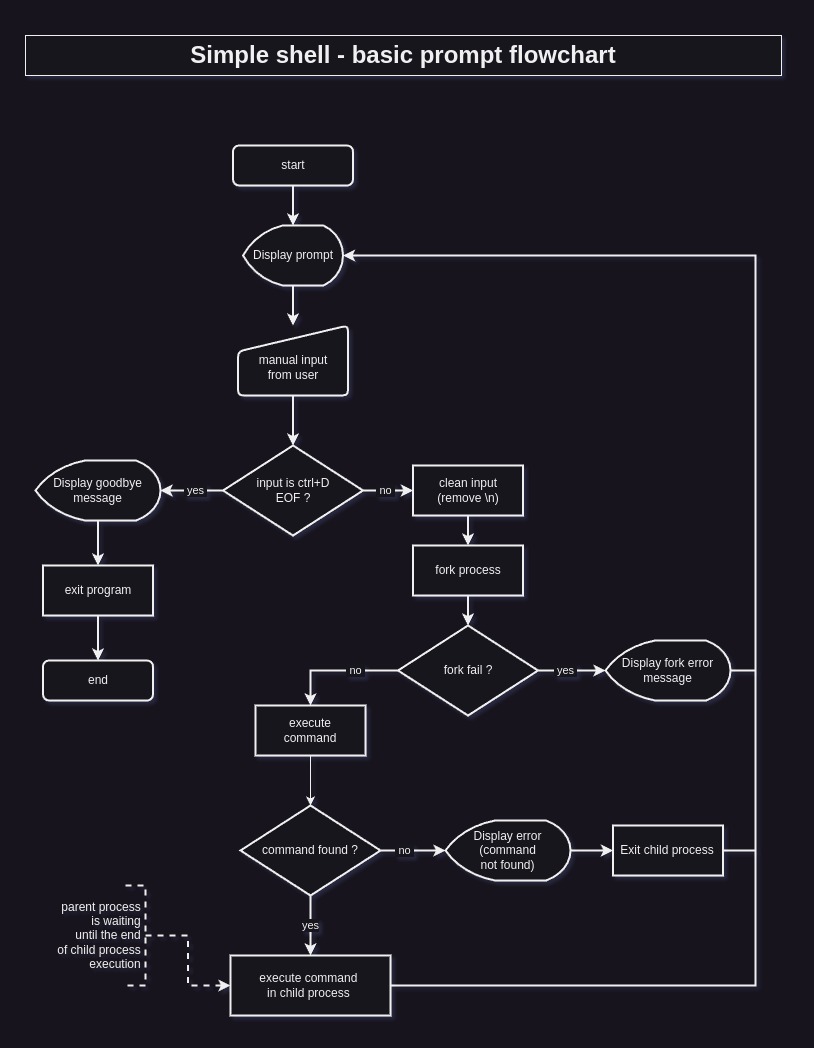 Simple shell - basic prompt flowchart
start
Display prompt
manual input
from user
input is ctrl+D
EOF ?
yes
no
Display goodbye
message
exit program
end
clean input
(remove \n)
fork process
fork fail ?
no
yes
Display fork error
message
execute
command
command found ?
no
Display error
(command
not found)
Exit child process
yes
parent process
is waiting
until the end
of child process
execution
execute command
in child process